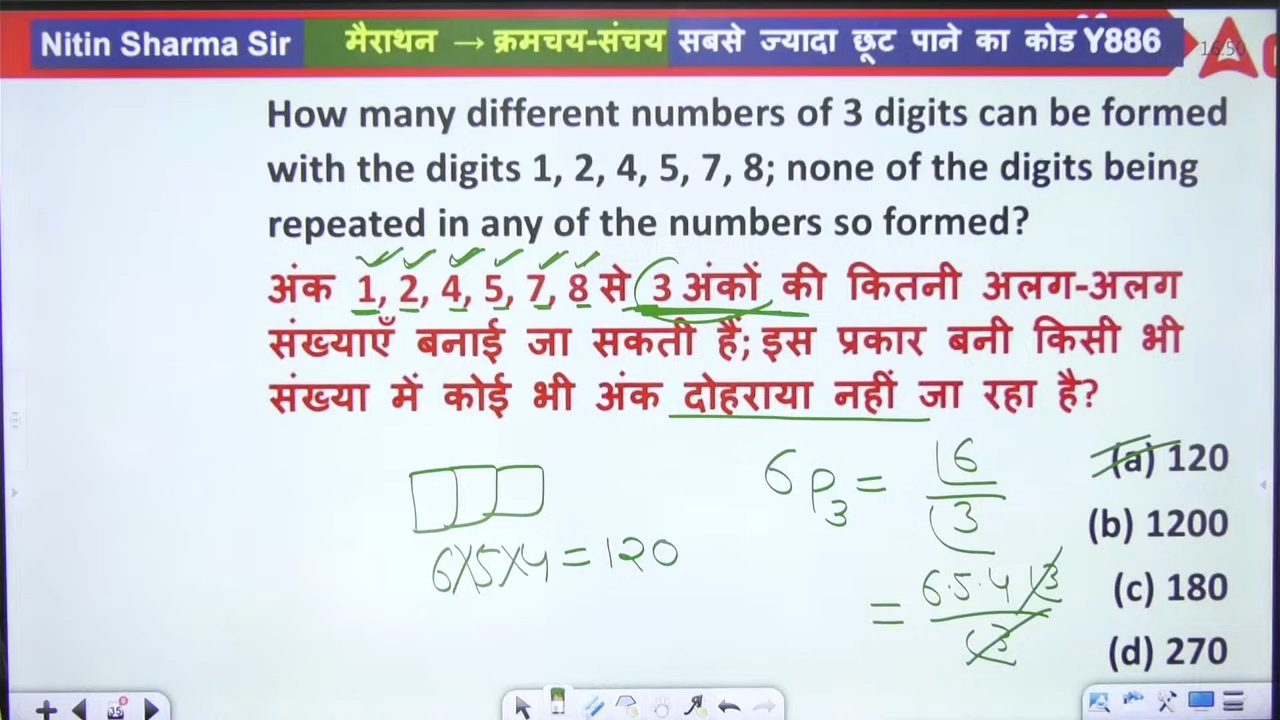 Nitin Sharma Sir मैराथन → क्रमचय-संचय सबसे ज्यादा छूट पाने का कोड Y886
16:50
How many different numbers of 3 digits can be formed
with the digits 1, 2, 4, 5, 7, 8; none of the digits being
repeated in any of the numbers so formed?
अंक 1, 2, 4, 5, 7, 8 से 3 अंकों की कितनी अलग-अलग
संख्याएँ बनाई जा सकती हैं; इस प्रकार बनी किसी भी
संख्या में कोई भी अंक दोहराया नहीं जा रहा है?
6×5×4=120
6P3 = |6 / |3
= 6·5·4 |3 / |3
(a) 120
(b) 1200
(c) 180
(d) 270
35